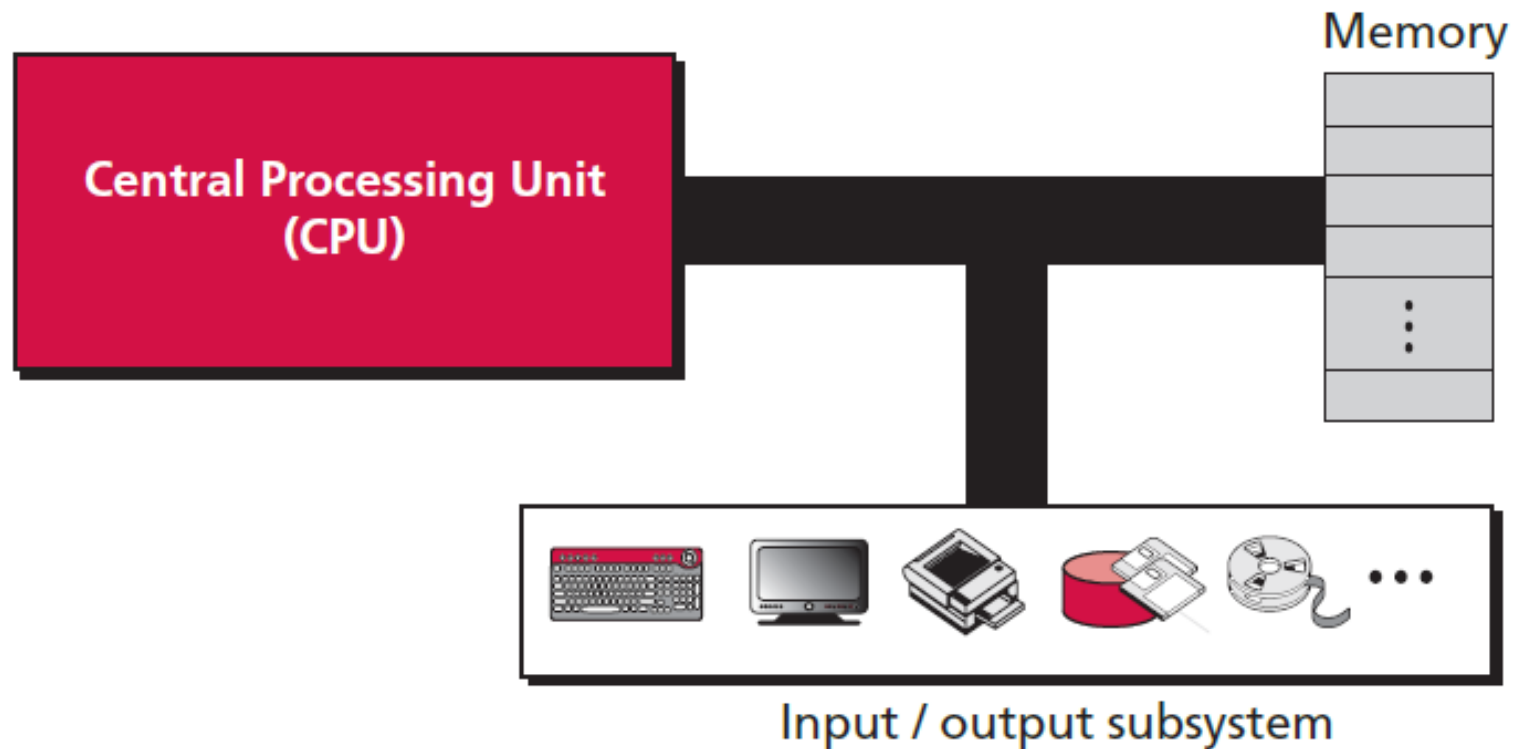 Memory
Central Processing Unit
(CPU)
Input / output subsystem